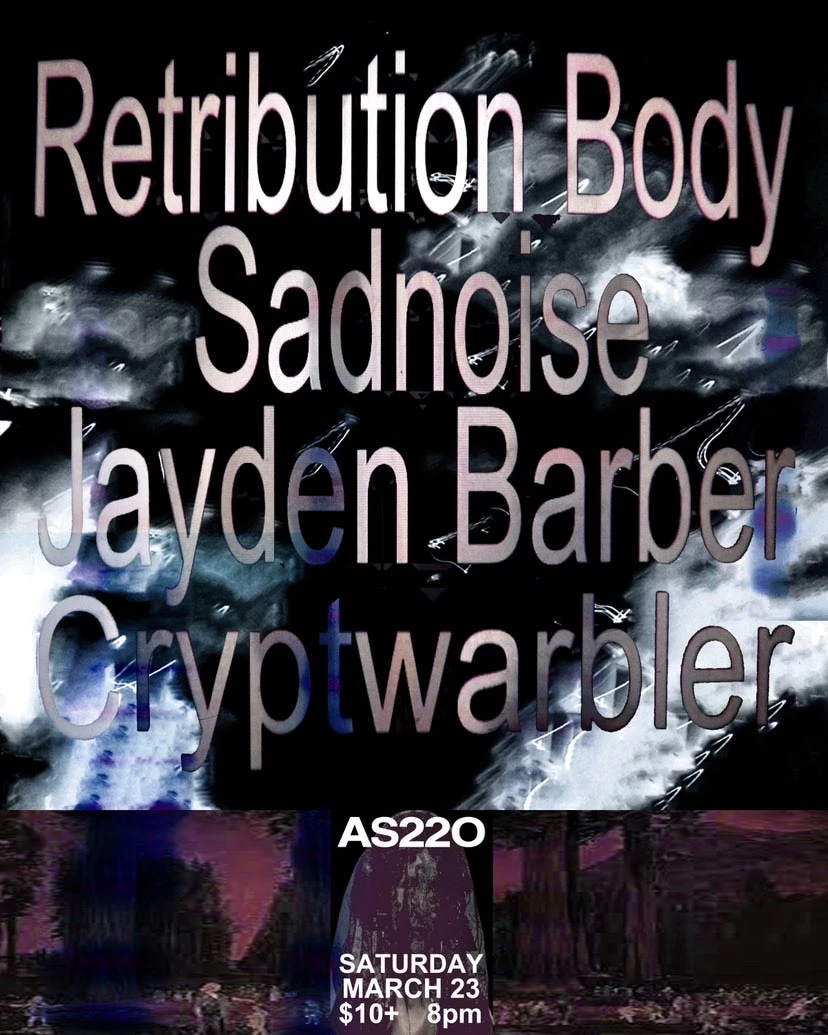 Retribution Body
Sadnoise
Jayden Barber
Cryptwarbler
AS220
SATURDAY
MARCH 23
$10+ 8pm